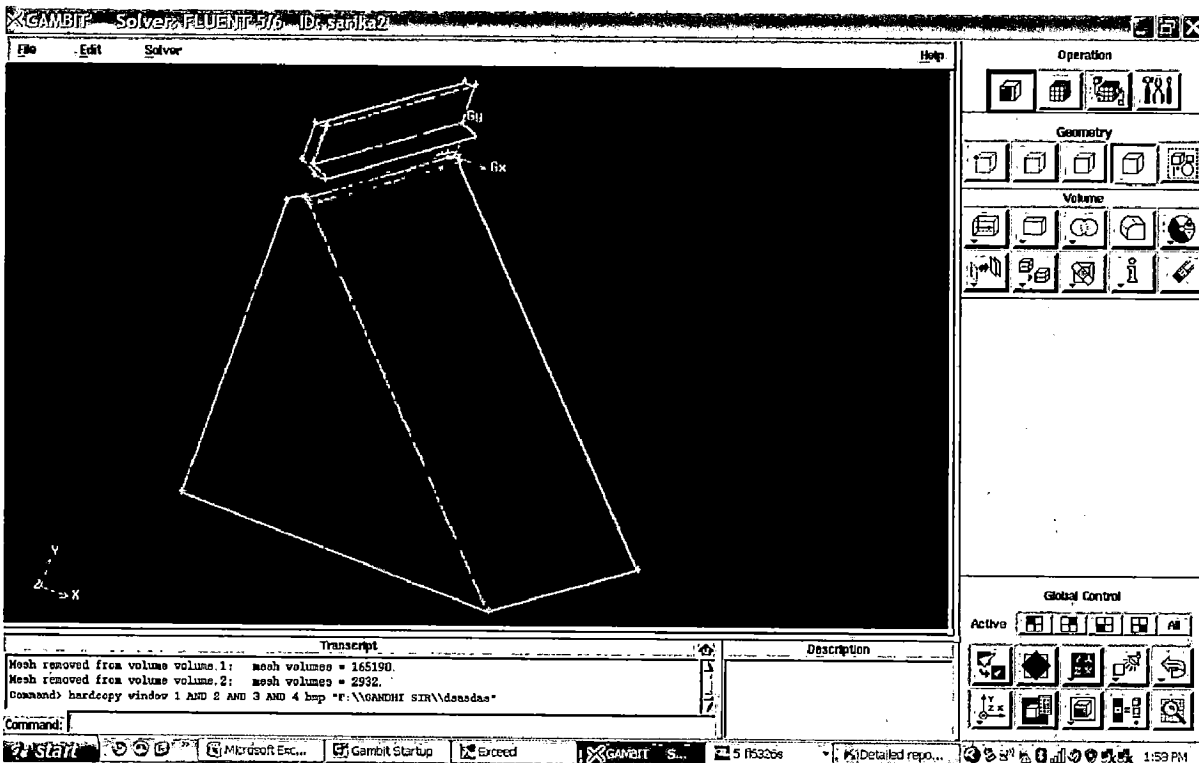 GAMBIT Solver: FLUENT 5/6 ID: sarika2
File Edit Solver Help
Operation
Geometry
Volume
Gy
Gx
Y
Z X
Global Control
Active All
Transcript
Description
Mesh removed from volume volume.1: mesh volumes = 165190.
Mesh removed from volume volume.2: mesh volumes = 2932.
Command> hardcopy window 1 AND 2 AND 3 AND 4 bmp "F:\\GANDHI SIR\\dsasdas"
Command:
Start Microsoft Exc... Gambit Startup Exceed GAMBIT S... Detailed repo... 1:59 PM